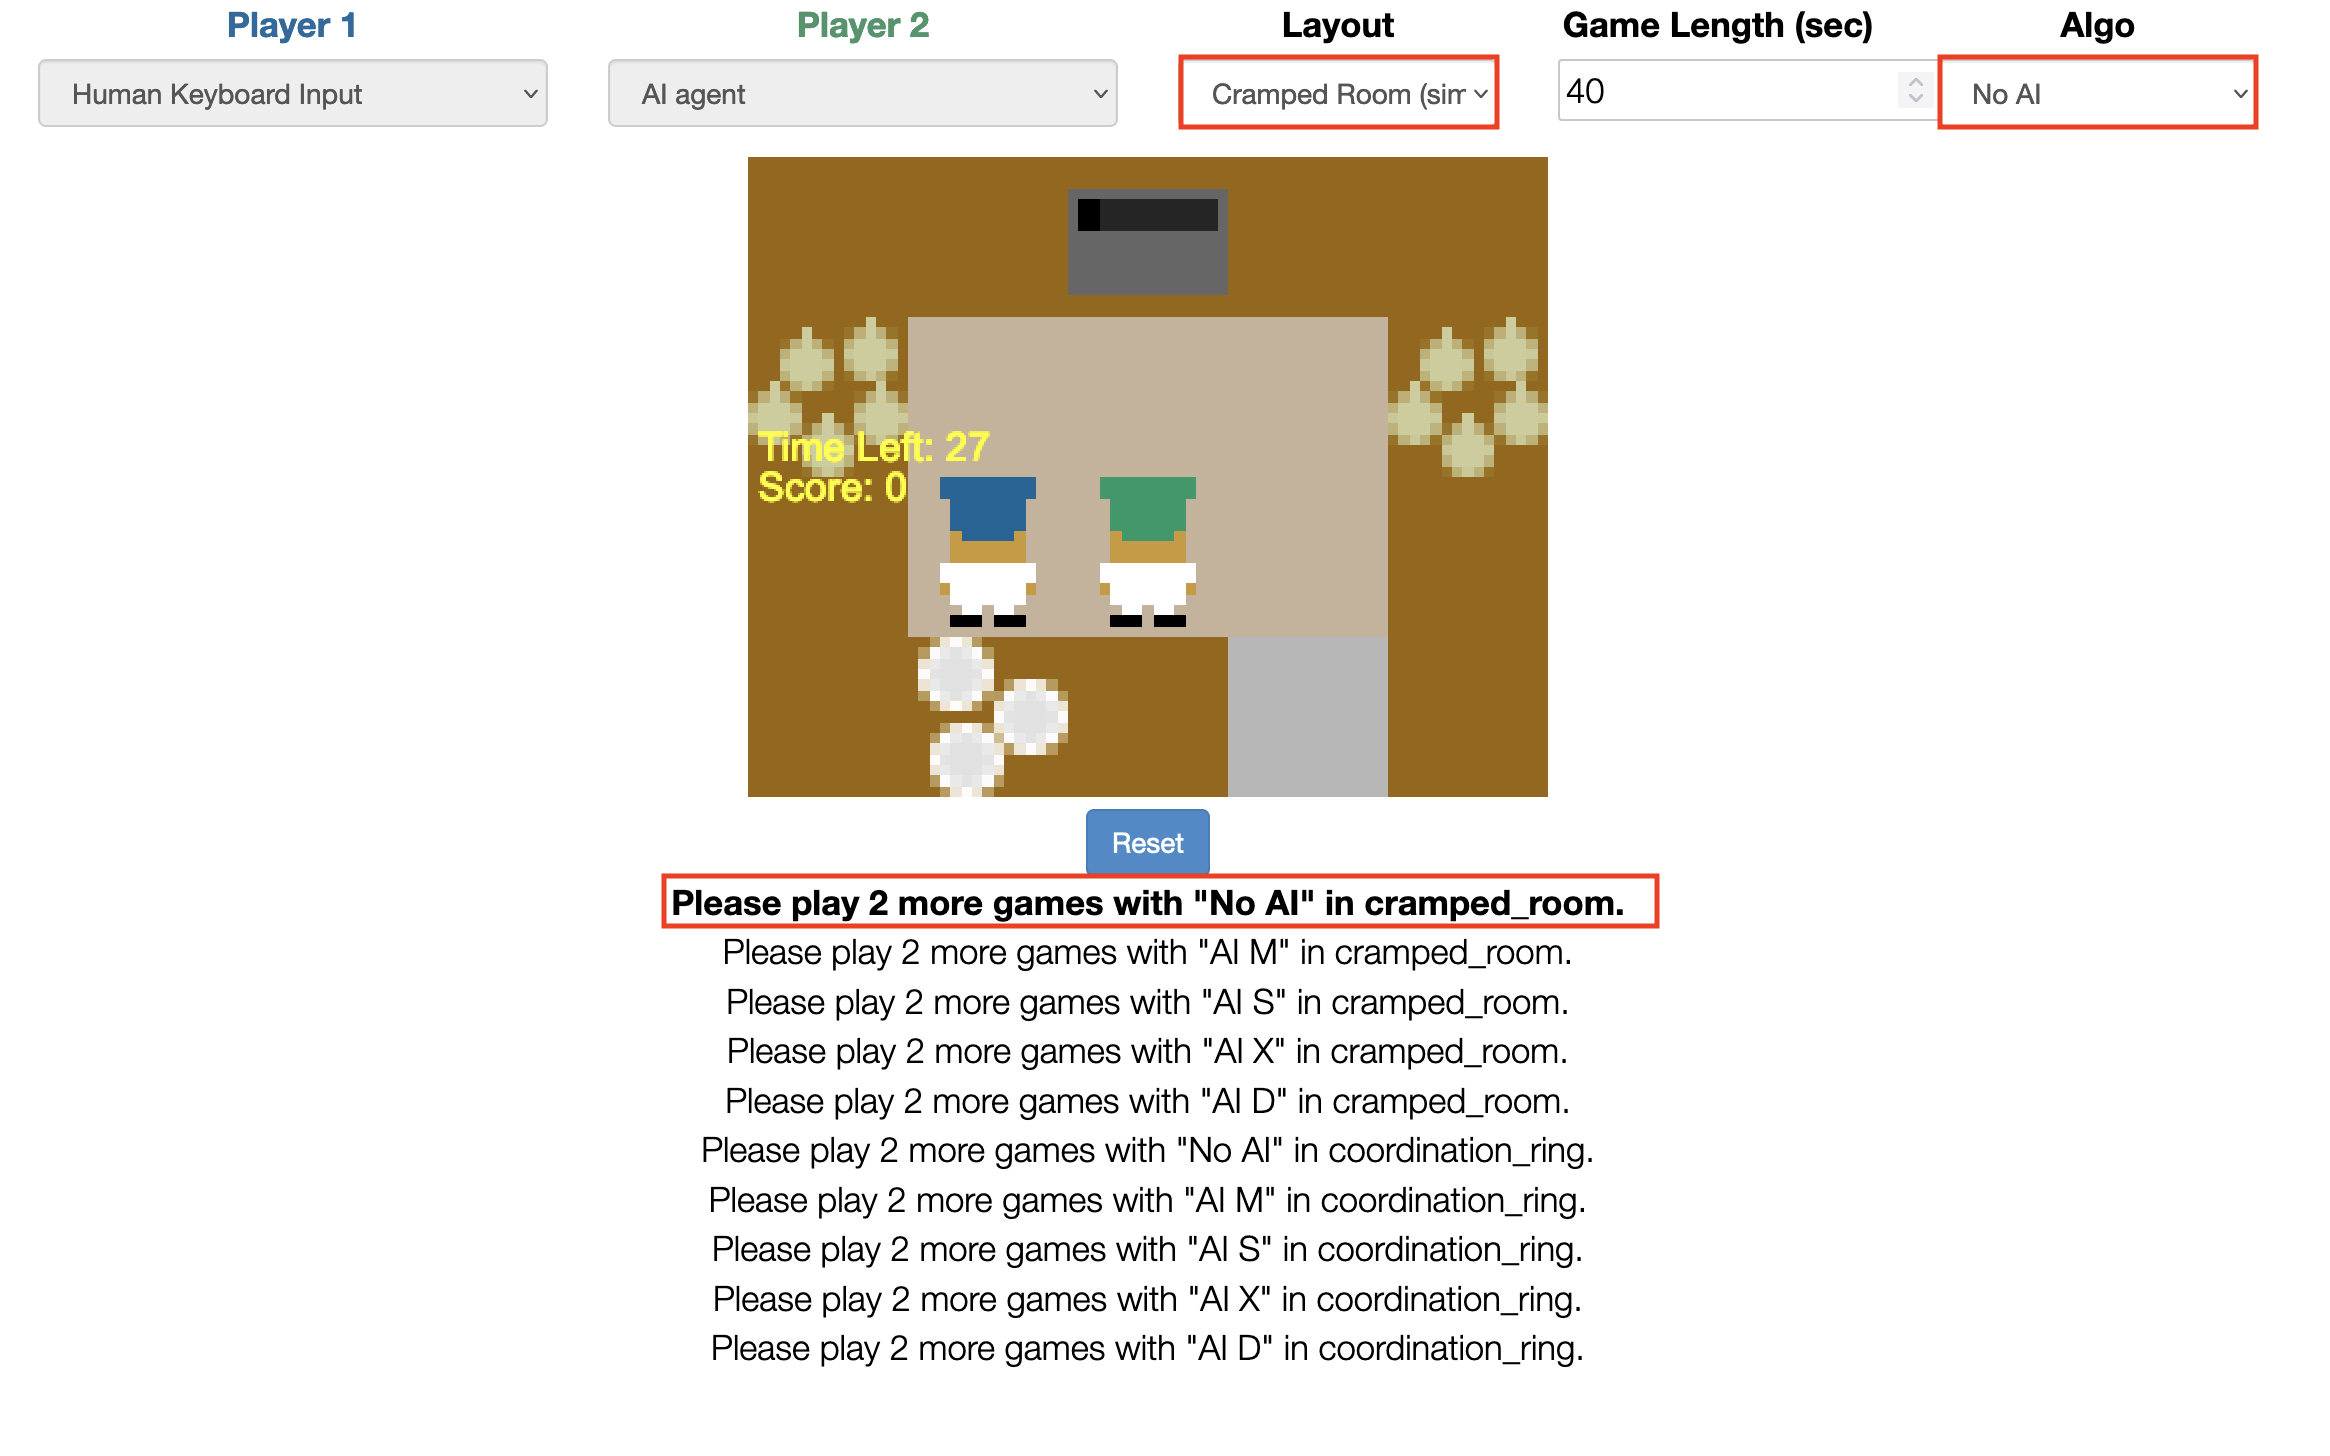 Player 1
Player 2
Layout
Game Length (sec)
Algo
Human Keyboard Input
AI agent
Cramped Room (sim
40
No AI
Time Left: 27
Score: 0
Reset
Please play 2 more games with "No AI" in cramped_room.
Please play 2 more games with "AI M" in cramped_room.
Please play 2 more games with "AI S" in cramped_room.
Please play 2 more games with "AI X" in cramped_room.
Please play 2 more games with "AI D" in cramped_room.
Please play 2 more games with "No AI" in coordination_ring.
Please play 2 more games with "AI M" in coordination_ring.
Please play 2 more games with "AI S" in coordination_ring.
Please play 2 more games with "AI X" in coordination_ring.
Please play 2 more games with "AI D" in coordination_ring.